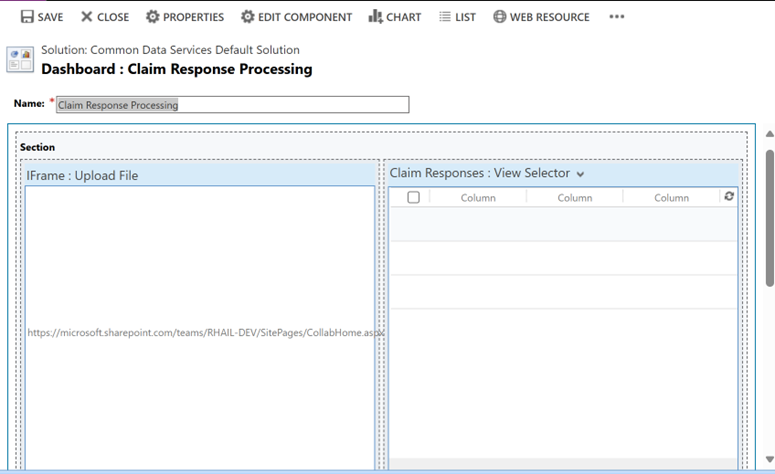 SAVE CLOSE PROPERTIES EDIT COMPONENT CHART LIST WEB RESOURCE •••
Solution: Common Data Services Default Solution
Dashboard : Claim Response Processing
Name: * Claim Response Processing
Section
IFrame : Upload File
https://microsoft.sharepoint.com/teams/RHAIL-DEV/SitePages/CollabHome.aspx
Claim Responses : View Selector
Column Column Column